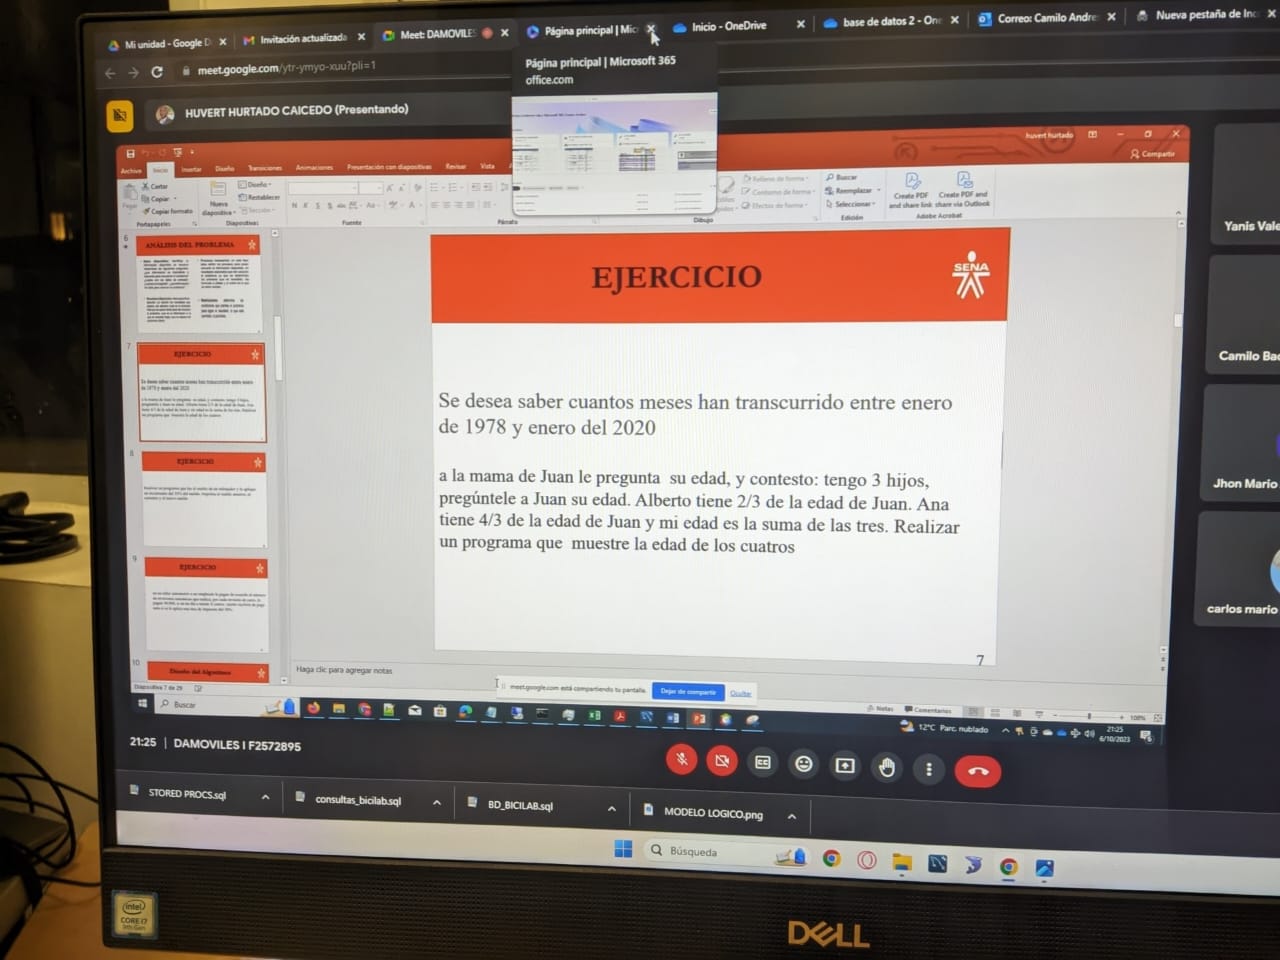 Mi unidad - Google D
Invitación actualizada
Meet: DAMOVILES
Página principal | Mic
Inicio - OneDrive
base de datos 2 - One
Correo: Camilo Andre
Nueva pestaña de Inc
meet.google.com/ytr-ymyo-xuu?pli=1
Página principal | Microsoft 365
office.com
HUVERT HURTADO CAICEDO (Presentando)
huvert hurtado
Archivo Inicio Insertar Diseño Transiciones Animaciones Presentación con diapositivas Revisar Vista
Compartir
Pegar
Cortar
Copiar
Copiar formato
Portapapeles
Nueva
diapositiva
Diseño
Restablecer
Sección
Diapositivas
Fuente
Párrafo
Dibujo
Relleno de forma
Contorno de forma
Efectos de forma
Buscar
Reemplazar
Seleccionar
Edición
Create PDF
and share link
Create PDF and
share via Outlook
Adobe Acrobat
6
ANÁLISIS DEL PROBLEMA
7
EJERCICIO
8
EJERCICIO
9
EJERCICIO
10
Diseño del Algoritmo
EJERCICIO
SENA
Se desea saber cuantos meses han transcurrido entre enero
de 1978 y enero del 2020
a la mama de Juan le pregunta su edad, y contesto: tengo 3 hijos,
pregúntele a Juan su edad. Alberto tiene 2/3 de la edad de Juan. Ana
tiene 4/3 de la edad de Juan y mi edad es la suma de las tres. Realizar
un programa que muestre la edad de los cuatros
7
Haga clic para agregar notas
Diapositiva 7 de 29
meet.google.com está compartiendo tu pantalla.
Dejar de compartir
Ocultar
Notas
Comentarios
100%
Buscar
12°C Parc. nublado
21:25
6/10/2023
Yanis Vale
Camilo Bac
Jhon Mario
carlos mario
21:25 | DAMOVILES I F2572895
STORED PROCS.sql
consultas_bicilab.sql
BD_BICILAB.sql
MODELO LOGICO.png
Búsqueda
intel
CORE i7
9th Gen
DELL